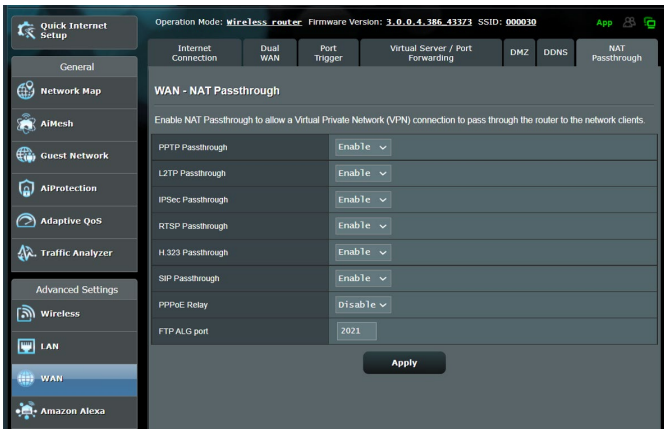 Quick Internet
Setup
Operation Mode: Wireless router Firmware Version: 3.0.0.4.386_43373 SSID: 000030
App
General
Network Map
AiMesh
Guest Network
AiProtection
Adaptive QoS
Traffic Analyzer
Advanced Settings
Wireless
LAN
WAN
Amazon Alexa
Internet
Connection
Dual
WAN
Port
Trigger
Virtual Server / Port
Forwarding
DMZ
DDNS
NAT
Passthrough
WAN - NAT Passthrough
Enable NAT Passthrough to allow a Virtual Private Network (VPN) connection to pass through the router to the network clients.
PPTP Passthrough Enable
L2TP Passthrough Enable
IPSec Passthrough Enable
RTSP Passthrough Enable
H.323 Passthrough Enable
SIP Passthrough Enable
PPPoE Relay Disable
FTP ALG port 2021
Apply